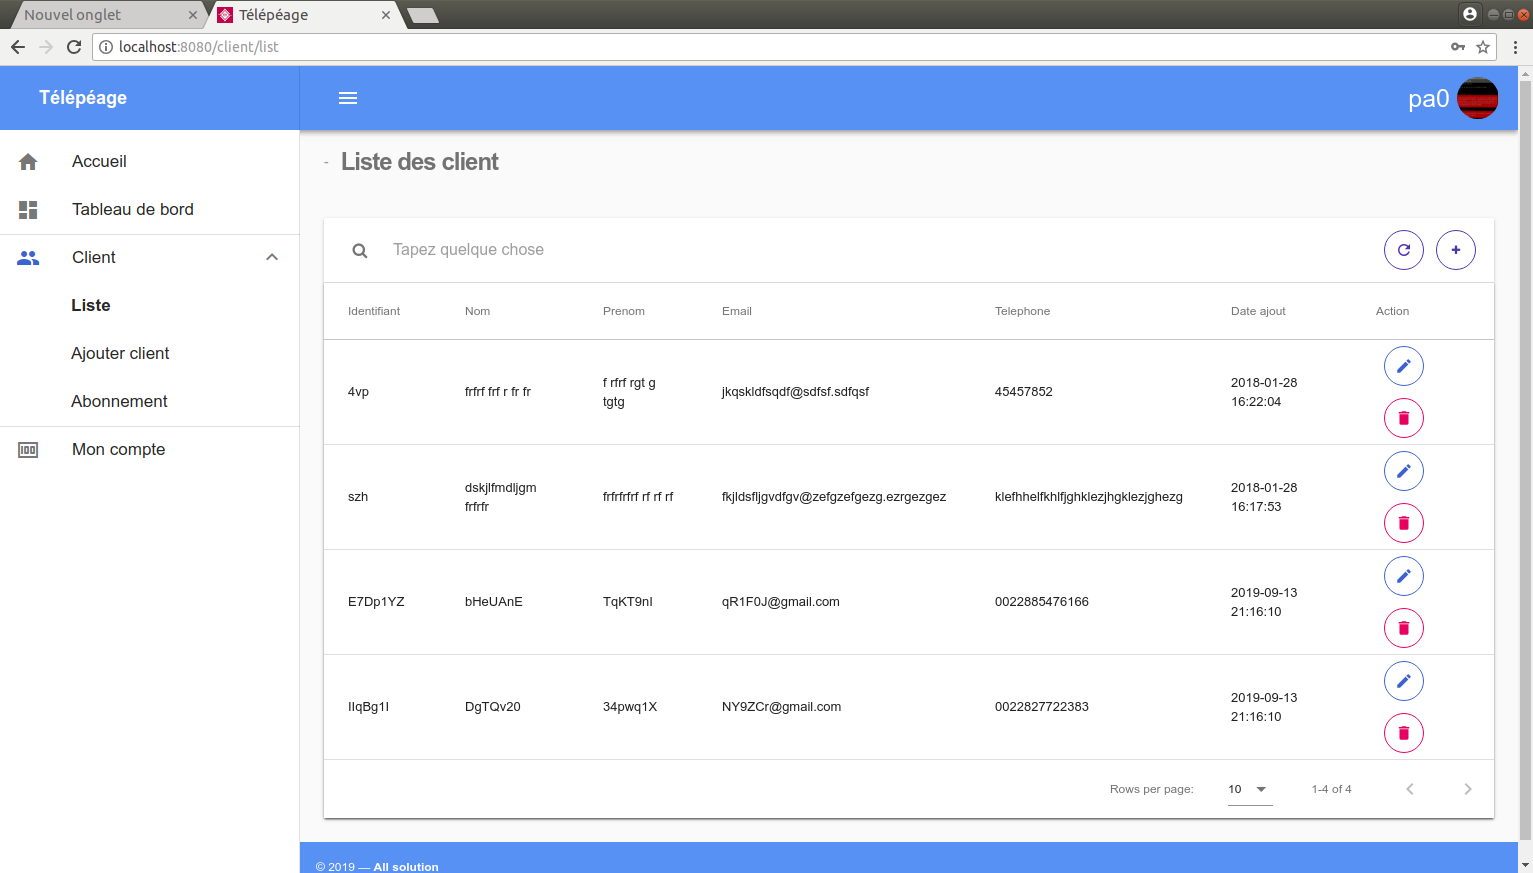 Nouvel onglet
Télépéage
localhost:8080/client/list
Télépéage
pa0
Accueil
Tableau de bord
Client
Liste
Ajouter client
Abonnement
Mon compte
- Liste des client
Tapez quelque chose
Identifiant Nom Prenom Email Telephone Date ajout Action
4vp frfrf frf r fr fr f rfrf rgt g tgtg jkqskldfsqdf@sdfsf.sdfqsf 45457852 2018-01-28 16:22:04
szh dskjlfmdljgm frfrfr frfrfrfrf rf rf rf fkjldsfljgvdfgv@zefgzefgezg.ezrgezgez klefhhelfkhlfjghklezjhgklezjghezg 2018-01-28 16:17:53
E7Dp1YZ bHeUAnE TqKT9nI qR1F0J@gmail.com 0022885476166 2019-09-13 21:16:10
IIqBg1I DgTQv20 34pwq1X NY9ZCr@gmail.com 0022827722383 2019-09-13 21:16:10
Rows per page: 10 1-4 of 4
© 2019 — All solution